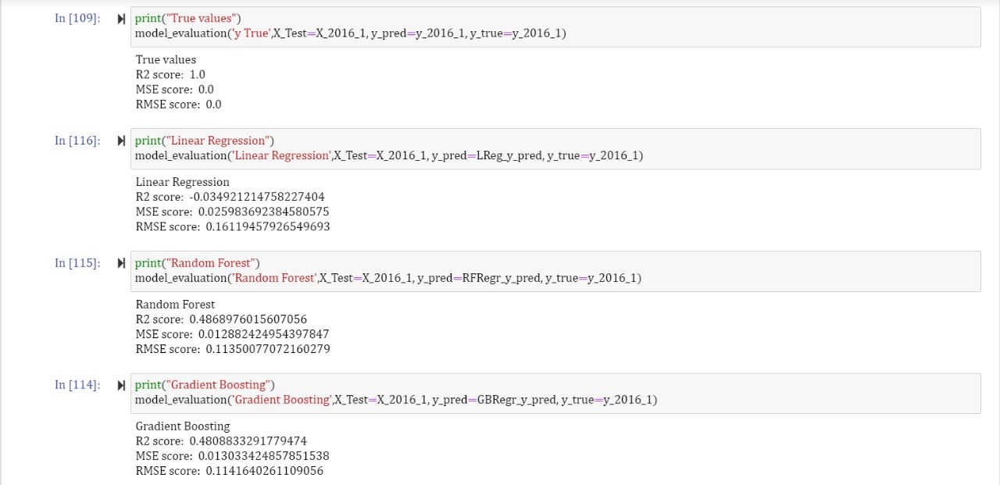 In [109]:
print("True values")
model_evaluation('y True',X_Test=X_2016_1, y_pred=y_2016_1, y_true=y_2016_1)
True values
R2 score:  1.0
MSE score:  0.0
RMSE score:  0.0
In [116]:
print("Linear Regression")
model_evaluation('Linear Regression',X_Test=X_2016_1, y_pred=LReg_y_pred, y_true=y_2016_1)
Linear Regression
R2 score:  -0.034921214758227404
MSE score:  0.025983692384580575
RMSE score:  0.16119457926549693
In [115]:
print("Random Forest")
model_evaluation('Random Forest',X_Test=X_2016_1, y_pred=RFRegr_y_pred, y_true=y_2016_1)
Random Forest
R2 score:  0.4868976015607056
MSE score:  0.012882424954397847
RMSE score:  0.11350077072160279
In [114]:
print("Gradient Boosting")
model_evaluation('Gradient Boosting',X_Test=X_2016_1, y_pred=GBRegr_y_pred, y_true=y_2016_1)
Gradient Boosting
R2 score:  0.4808833291779474
MSE score:  0.013033424857851538
RMSE score:  0.1141640261109056